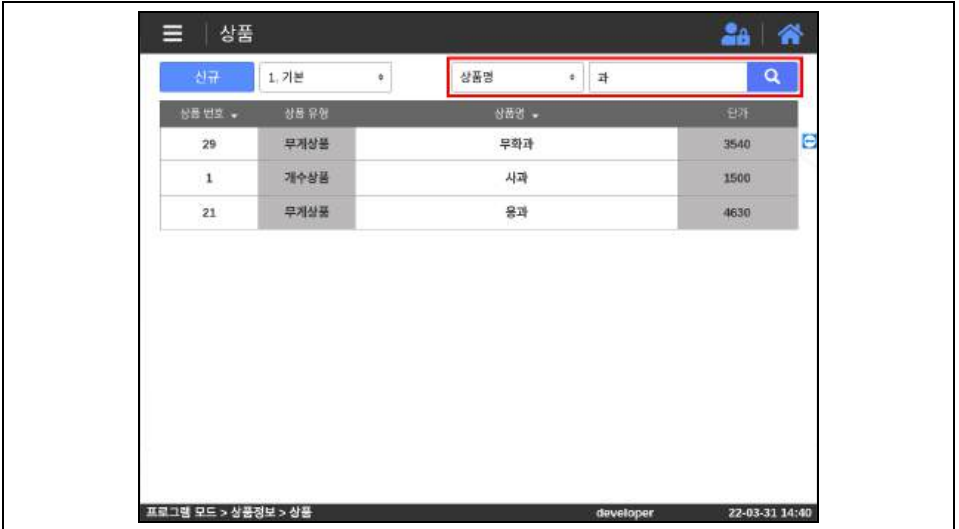 상품
신규 1. 기본 상품명 과
상품 번호 상품 유형 상품명 단가
29 무게상품 무화과 3540
1 개수상품 사과 1500
21 무게상품 용과 4630
프로그램 모드 > 상품정보 > 상품 developer 22-03-31 14:40